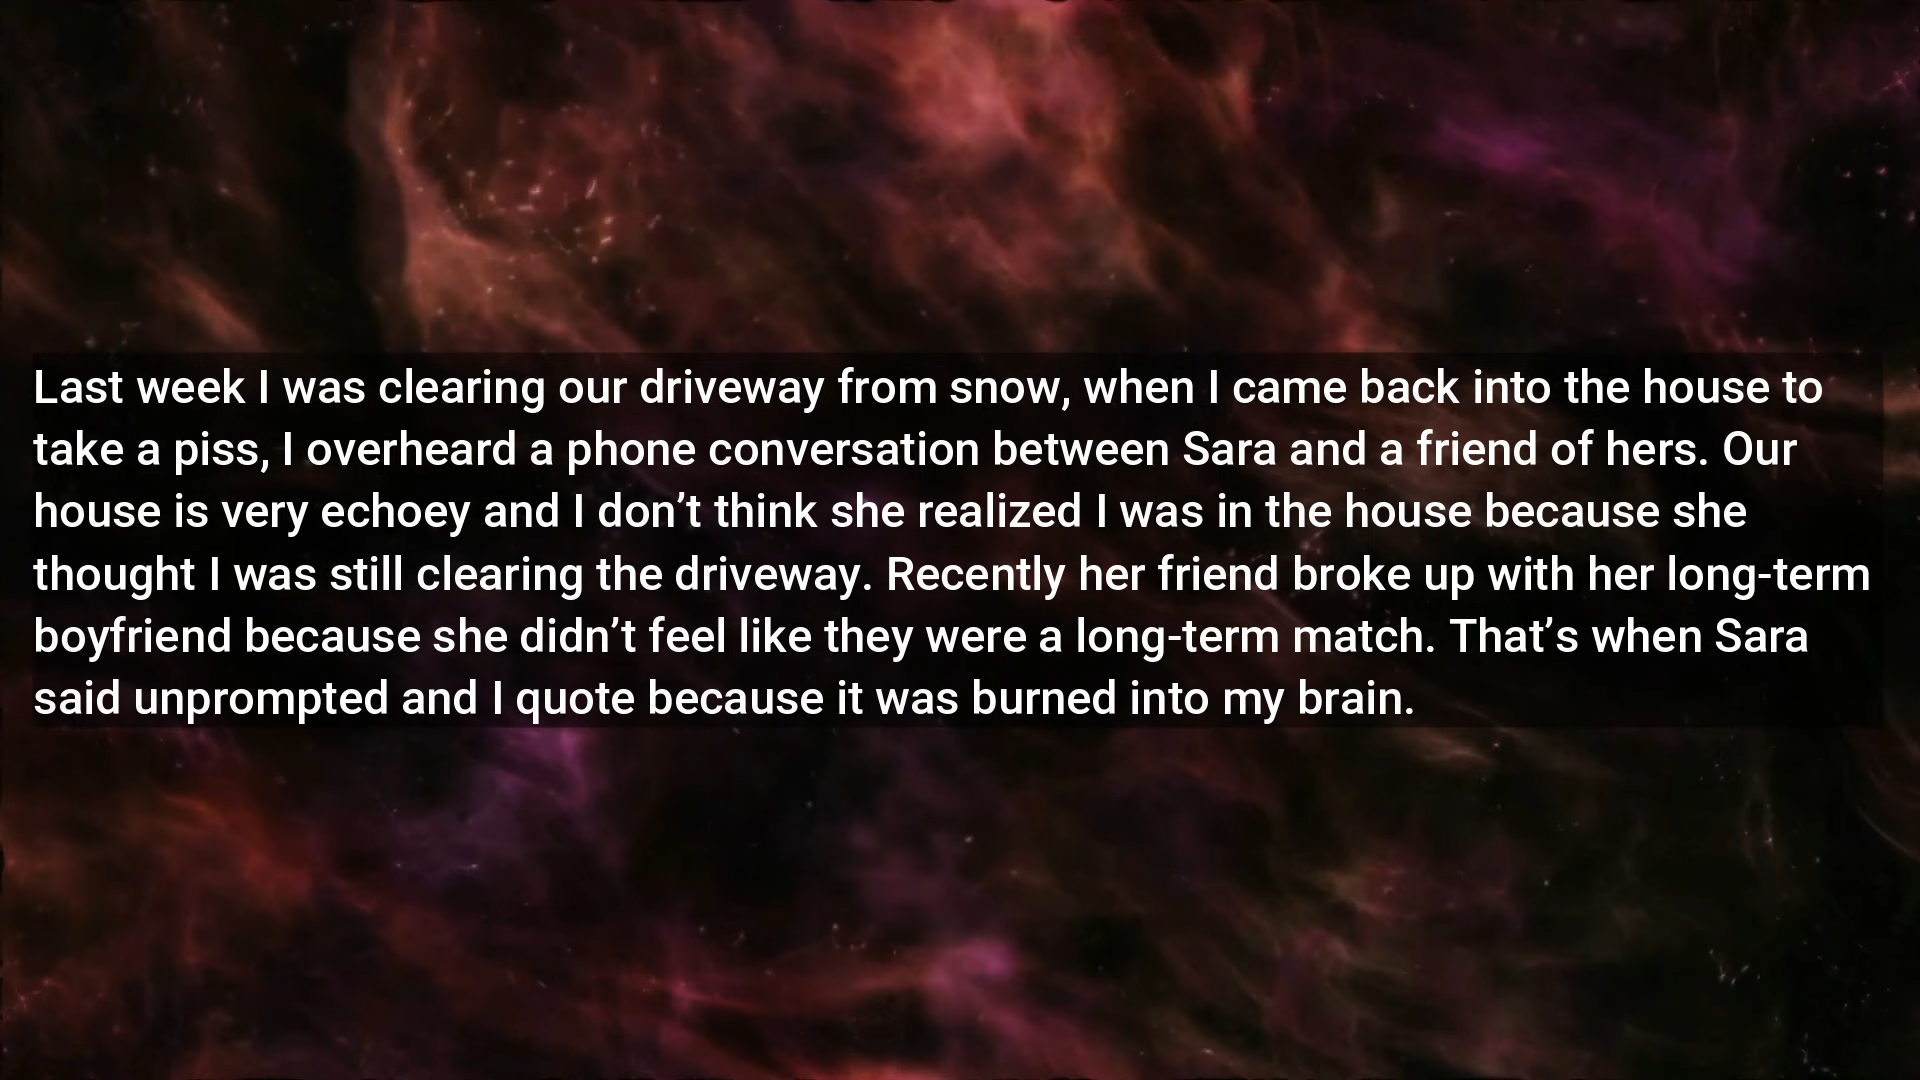 Last week I was clearing our driveway from snow, when I came back into the house to
take a piss, I overheard a phone conversation between Sara and a friend of hers. Our
house is very echoey and I don’t think she realized I was in the house because she
thought I was still clearing the driveway. Recently her friend broke up with her long-term
boyfriend because she didn’t feel like they were a long-term match. That’s when Sara
said unprompted and I quote because it was burned into my brain.